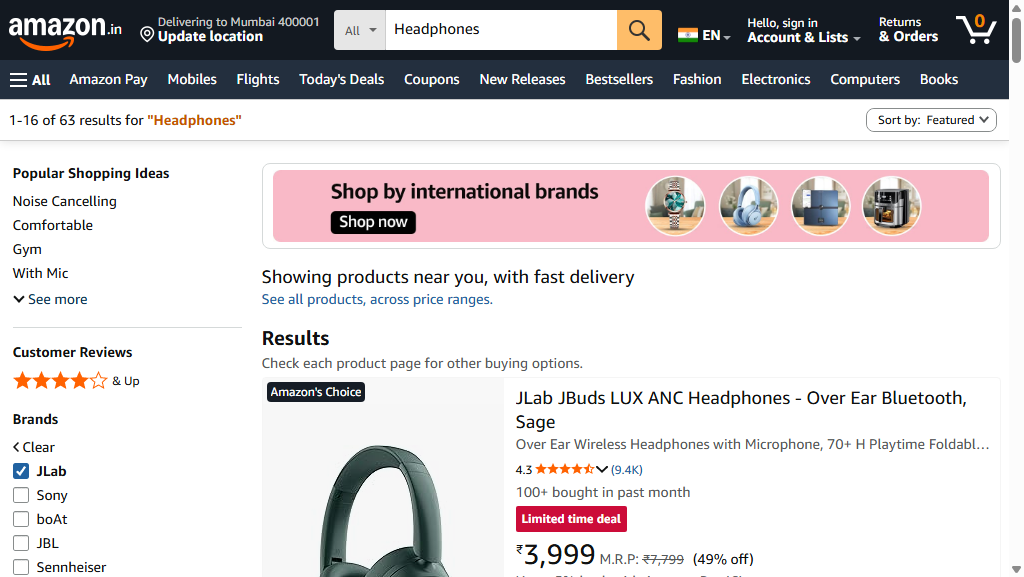 amazon.in
Delivering to Mumbai 400001
Update location
All
Headphones
EN
Hello, sign in
Account & Lists
Returns
& Orders
0
All
Amazon Pay
Mobiles
Flights
Today's Deals
Coupons
New Releases
Bestsellers
Fashion
Electronics
Computers
Books
1-16 of 63 results for "Headphones"
Sort by: Featured
Popular Shopping Ideas
Noise Cancelling
Comfortable
Gym
With Mic
See more
Customer Reviews
& Up
Brands
Clear
JLab
Sony
boAt
JBL
Sennheiser
Shop by international brands
Shop now
Showing products near you, with fast delivery
See all products, across price ranges.
Results
Check each product page for other buying options.
Amazon's Choice
JLab JBuds LUX ANC Headphones - Over Ear Bluetooth,
Sage
Over Ear Wireless Headphones with Microphone, 70+ H Playtime Foldabl…
4.3 (9.4K)
100+ bought in past month
Limited time deal
₹3,999 M.R.P: ₹7,799 (49% off)